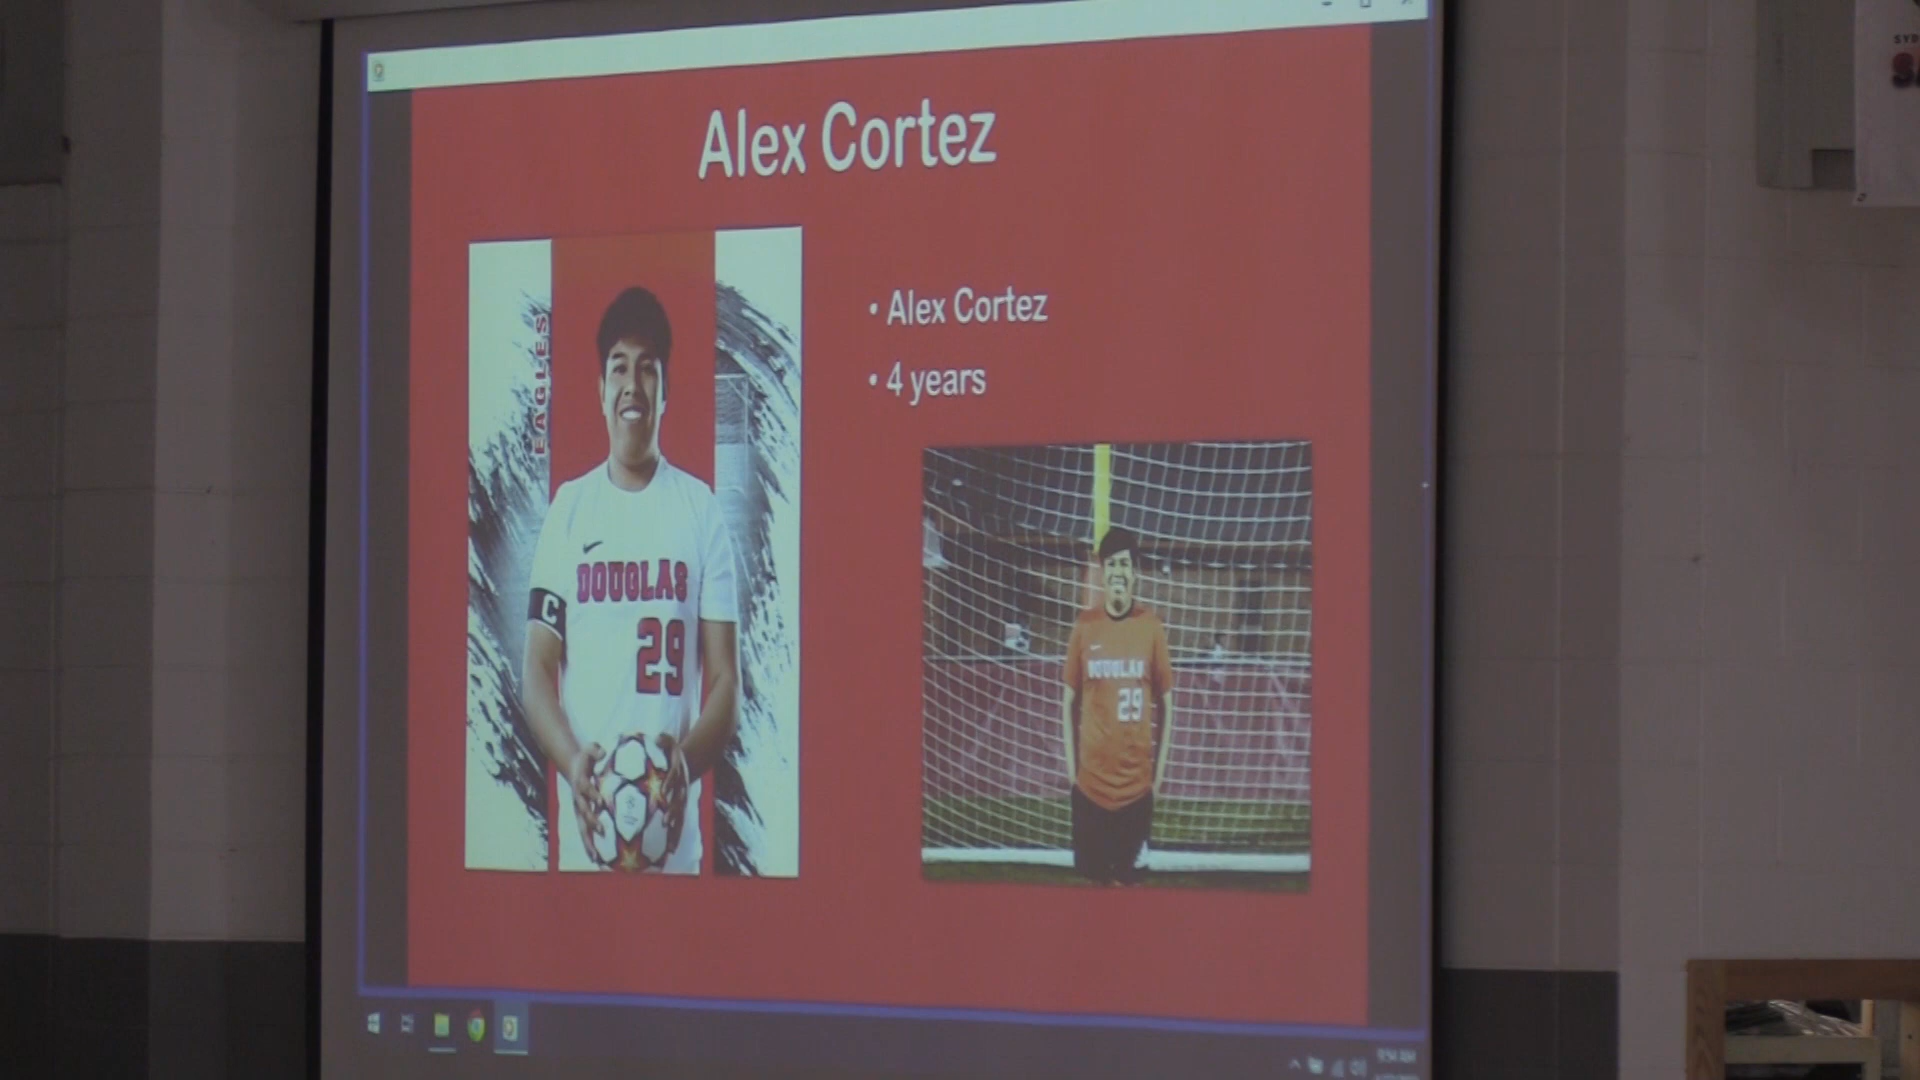 Alex Cortez
• Alex Cortez
• 4 years
EAGLES
DOUGLAS
C
29
DOUGLAS
29